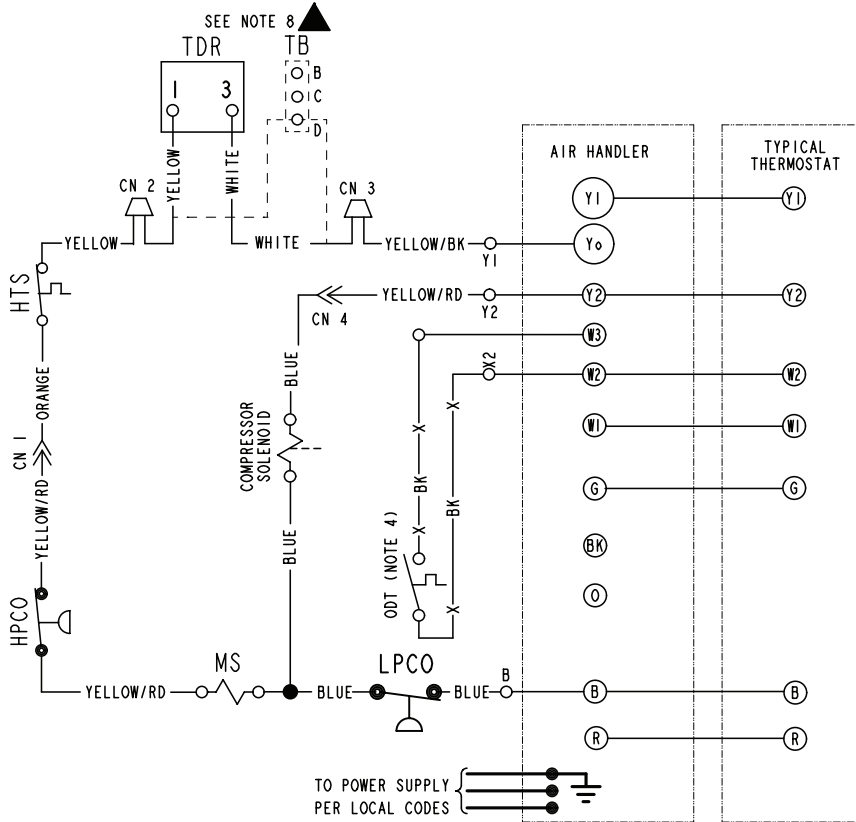 SEE NOTE 8
TDR
TB
B
1
3
C
D
AIR HANDLER
TYPICAL
THERMOSTAT
YELLOW
WHITE
CN 2
CN 3
Y1
Y1
YELLOW
WHITE
YELLOW/BK
Y1
Yo
HTS
YELLOW/RD
Y2
Y2
Y2
CN 4
W3
BLUE
X2
W2
W2
ORANGE
X
COMPRESSOR
SOLENOID
X
W1
W1
CN 1
BK
BK
G
G
YELLOW/RD
BLUE
ODT (NOTE 4)
X
BK
O
X
HPCO
MS
LPCO
B
YELLOW/RD
BLUE
BLUE
B
B
R
R
TO POWER SUPPLY
PER LOCAL CODES